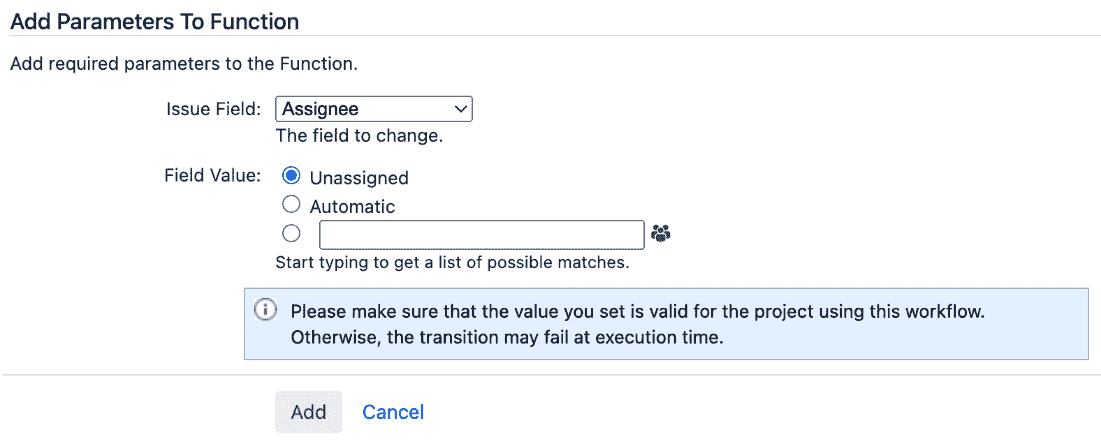 Add Parameters To Function
Add required parameters to the Function.
Issue Field: Assignee
The field to change.
Field Value: Unassigned
Automatic
Start typing to get a list of possible matches.
Please make sure that the value you set is valid for the project using this workflow.
Otherwise, the transition may fail at execution time.
Add Cancel